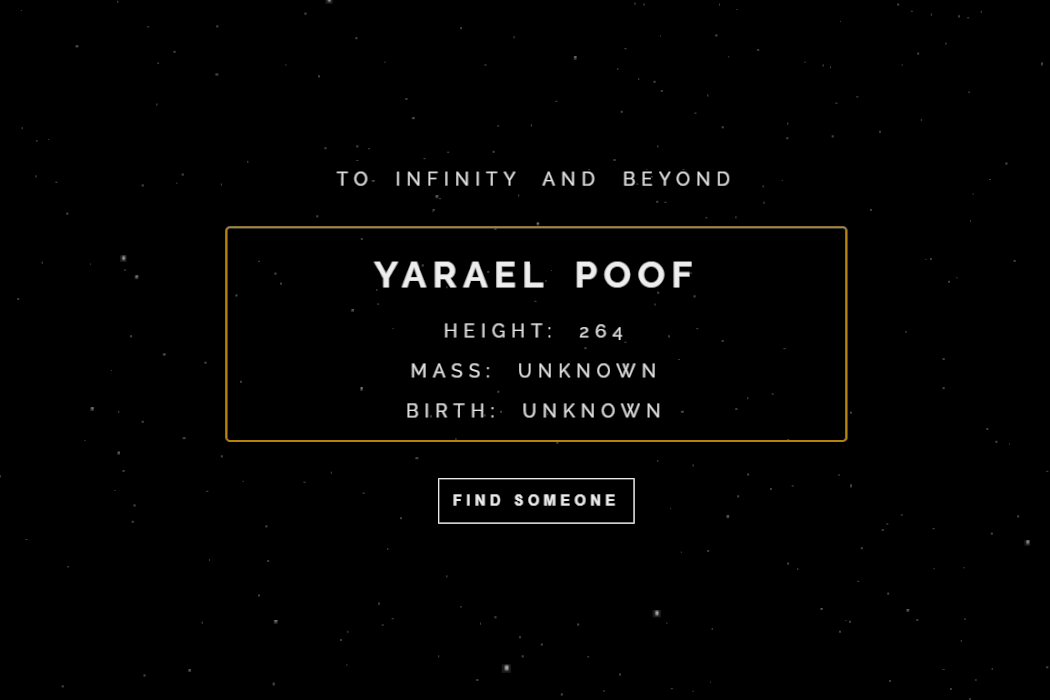 TO INFINITY AND BEYOND
YARAEL POOF
HEIGHT: 264
MASS: UNKNOWN
BIRTH: UNKNOWN
FIND SOMEONE